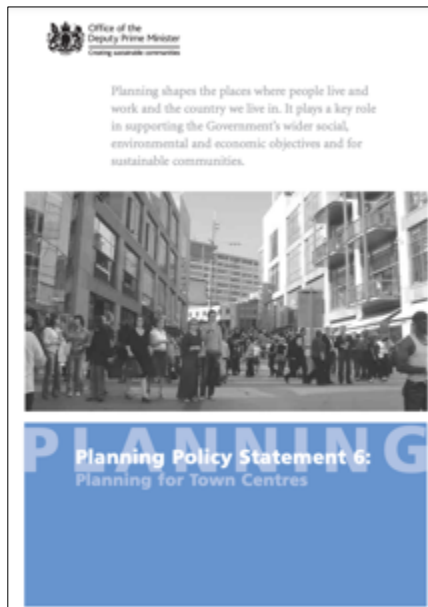 Office of the
Deputy Prime Minister
Creating sustainable communities
Planning shapes the places where people live and
work and the country we live in. It plays a key role
in supporting the Government's wider social,
environmental and economic objectives and for
sustainable communities.
PLANNING
Planning Policy Statement 6:
Planning for Town Centres